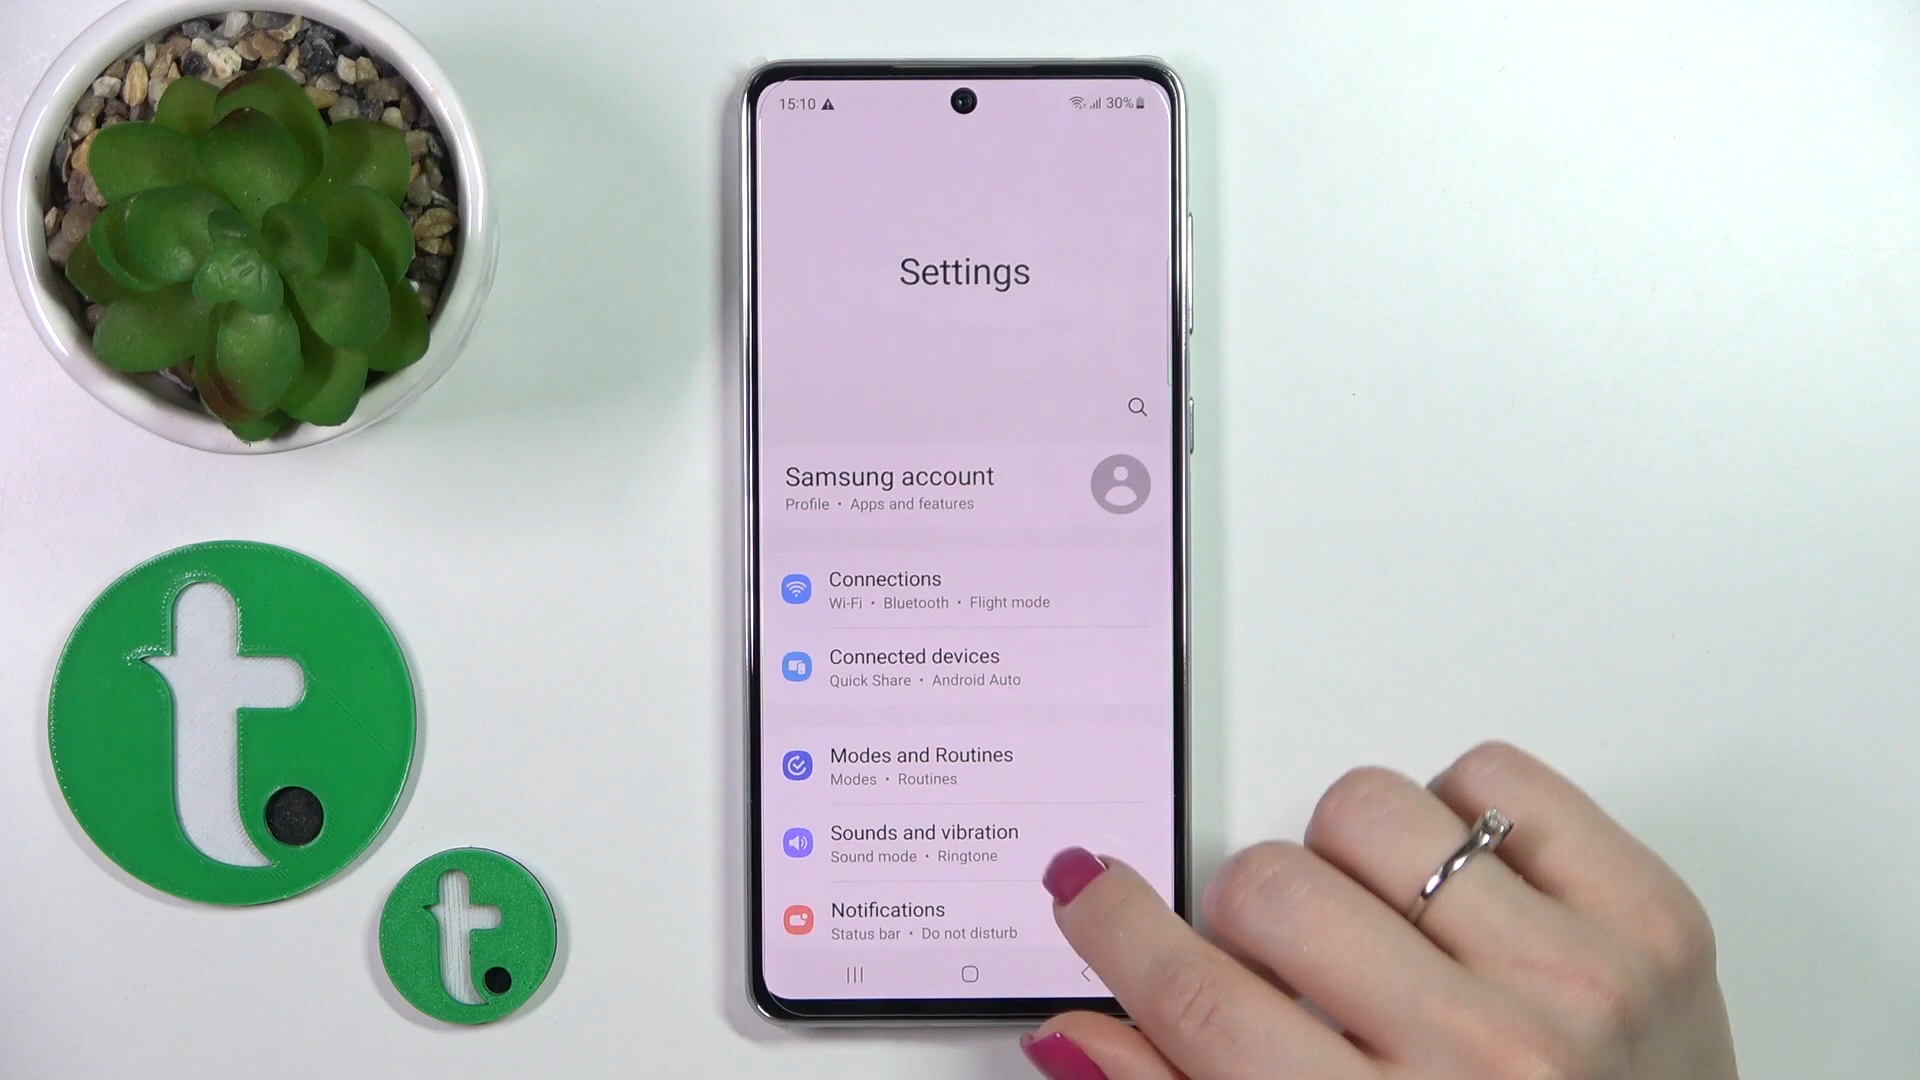 15:10
30%
Settings
Samsung account
Profile • Apps and features
Connections
Wi-Fi • Bluetooth • Flight mode
Connected devices
Quick Share • Android Auto
Modes and Routines
Modes • Routines
Sounds and vibration
Sound mode • Ringtone
Notifications
Status bar • Do not disturb
t.
t.